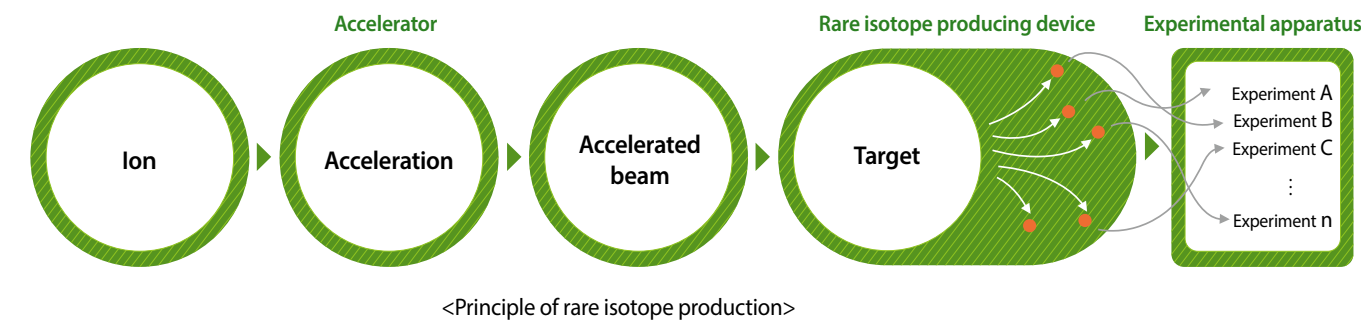 Accelerator
Rare isotope producing device
Experimental apparatus
Ion
Acceleration
Accelerated
beam
Target
Experiment A
Experiment B
Experiment C
⋮
Experiment n
<Principle of rare isotope production>